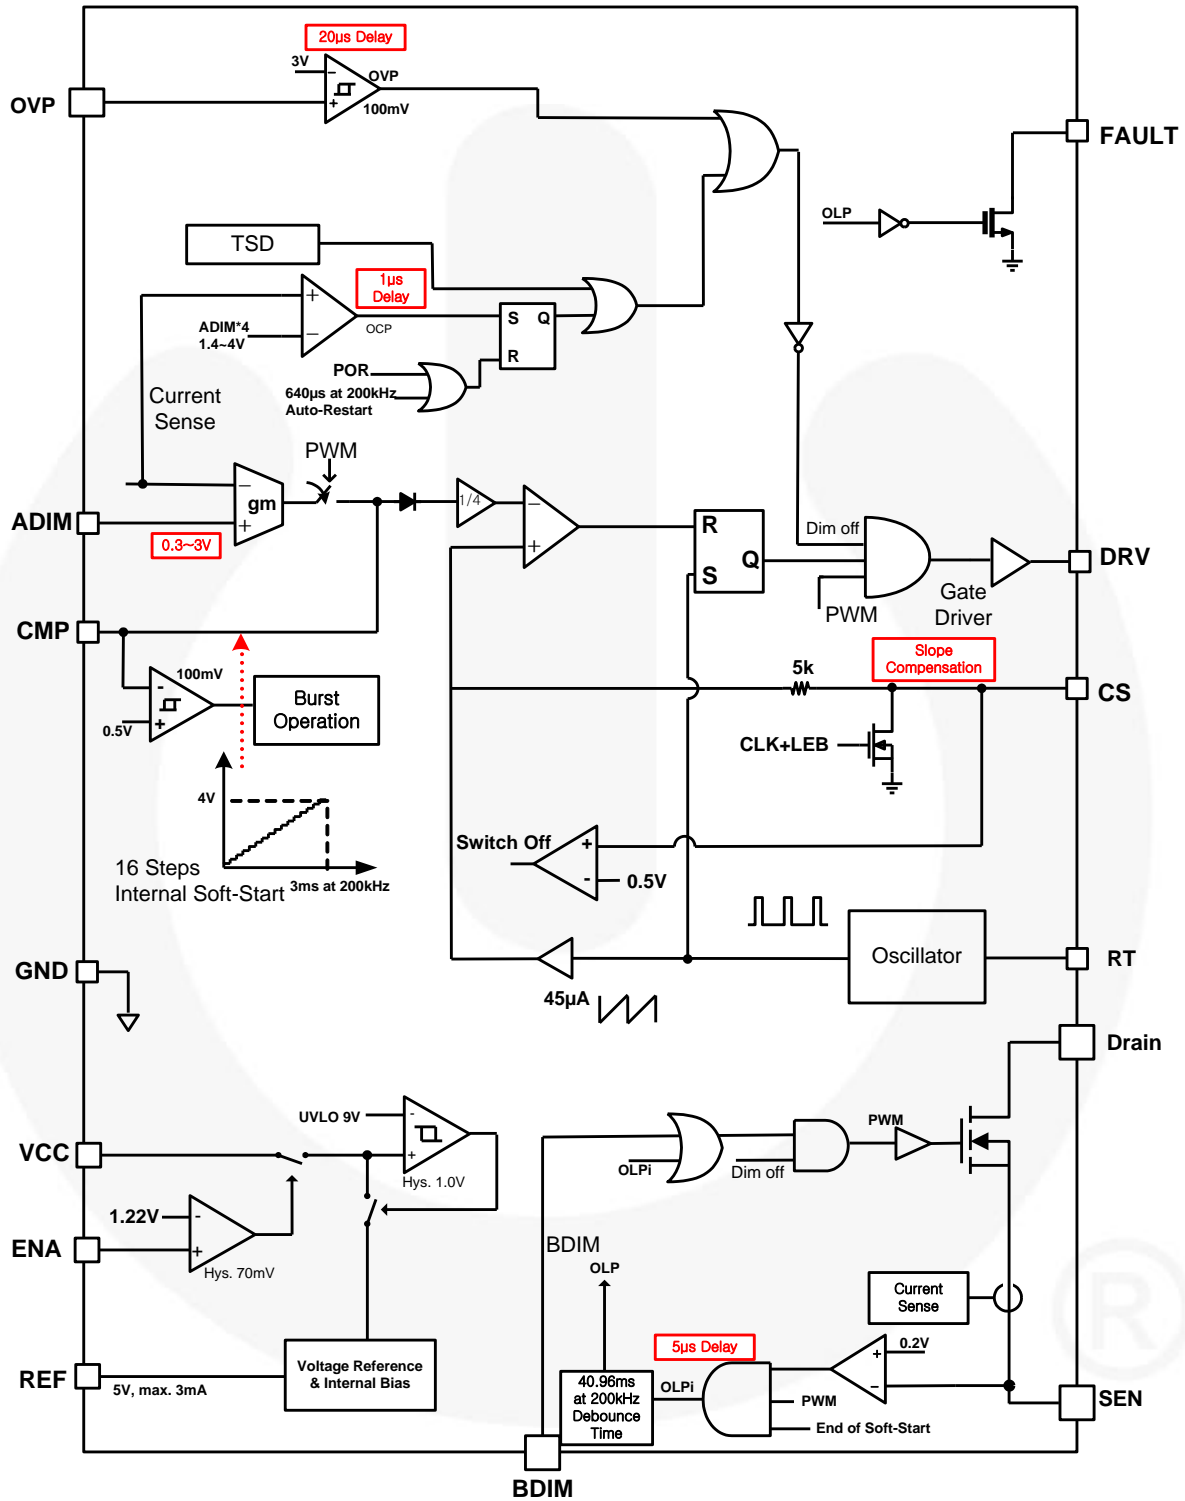 20µs Delay
3V
-
OVP
+
100mV
OVP
FAULT
OLP
TSD
1µs
Delay
+
ADIM*4
1.4~4V
-
OCP
S
Q
R
POR
640µs at 200kHz
Auto-Restart
Current
Sense
PWM
-
gm
+
1/4
-
+
ADIM
0.3~3V
R
S
Q
Dim off
PWM
Gate
Driver
DRV
CMP
100mV
-
+
0.5V
Burst
Operation
5k
Slope
Compensation
CS
CLK+LEB
4V
16 Steps
Internal Soft-Start
3ms at 200kHz
Switch Off
+
-
0.5V
Oscillator
RT
GND
45µA
Drain
UVLO 9V
-
+
Hys. 1.0V
VCC
PWM
OLPi
Dim off
1.22V
-
+
Hys. 70mV
ENA
BDIM
OLP
Current
Sense
REF
5V, max. 3mA
Voltage Reference
& Internal Bias
5µs Delay
0.2V
+
-
40.96ms
at 200kHz
Debounce
Time
OLPi
PWM
End of Soft-Start
SEN
BDIM
®